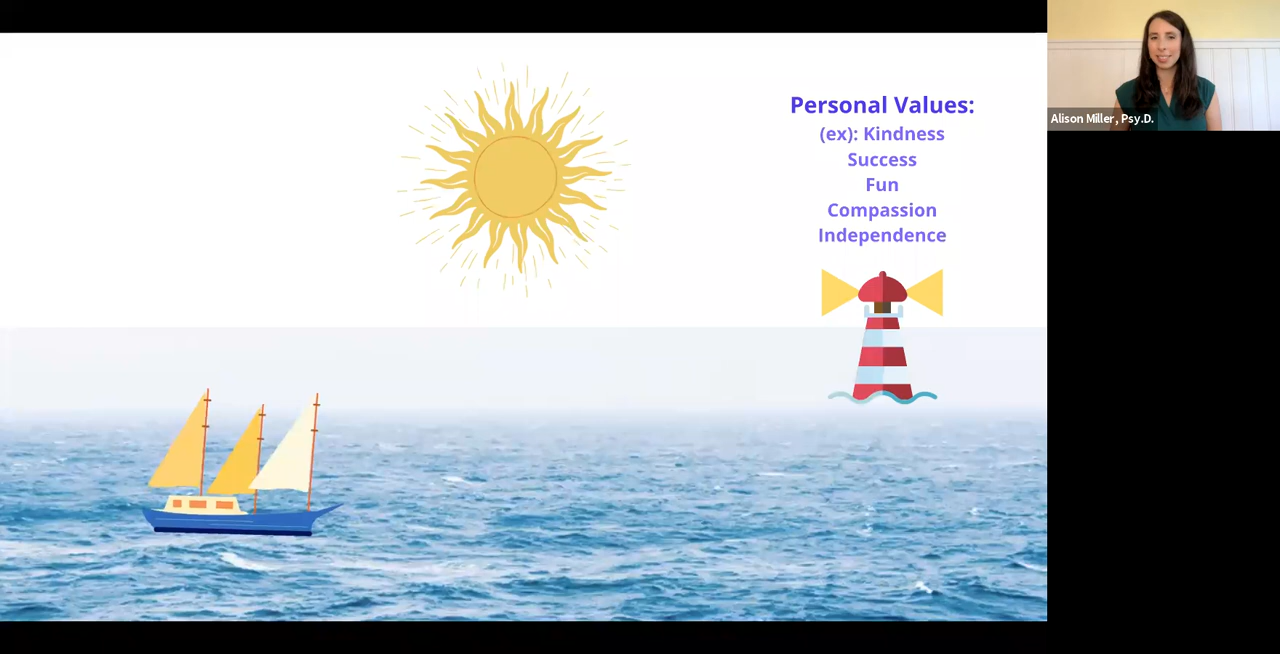 Personal Values:
(ex): Kindness
Success
Fun
Compassion
Independence
Alison Miller, Psy.D.